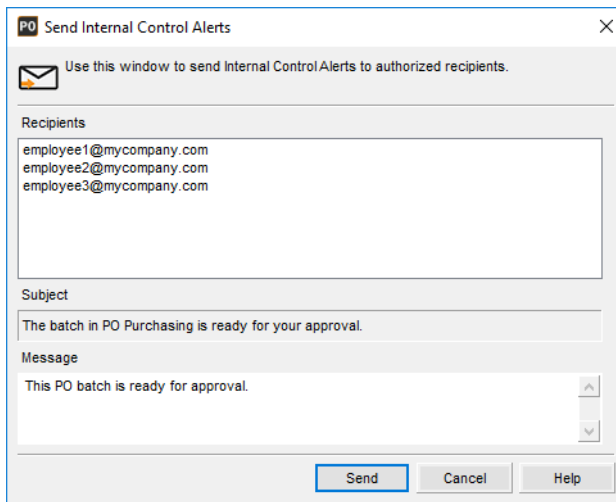 PO Send Internal Control Alerts
Use this window to send Internal Control Alerts to authorized recipients.
Recipients
employee1@mycompany.com
employee2@mycompany.com
employee3@mycompany.com
Subject
The batch in PO Purchasing is ready for your approval.
Message
This PO batch is ready for approval.
Send Cancel Help